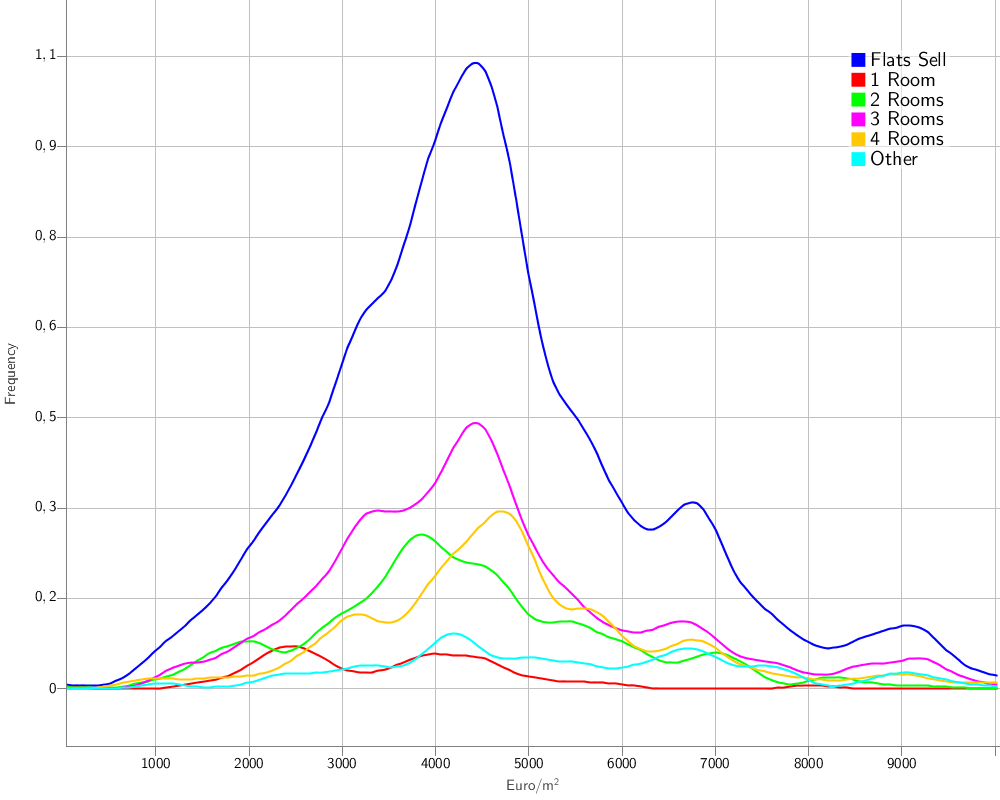 Flats Sell
1 Room
2 Rooms
3 Rooms
4 Rooms
Other
1, 1
0, 9
0, 8
0, 6
0, 5
0, 3
0, 2
0
Frequency
1000 2000 3000 4000 5000 6000 7000 8000 9000
Euro/m²